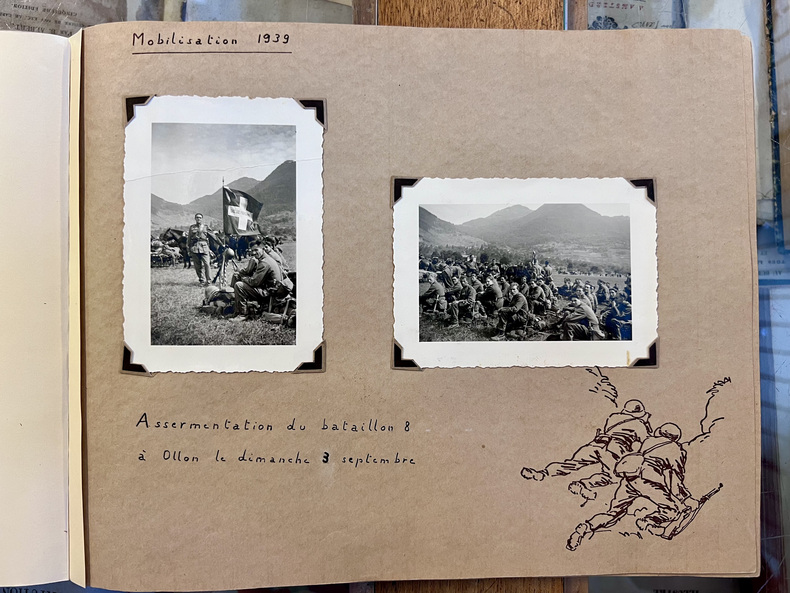 Mobilisation 1939
Assermentation du bataillon 8
à Ollon le dimanche 3 septembre